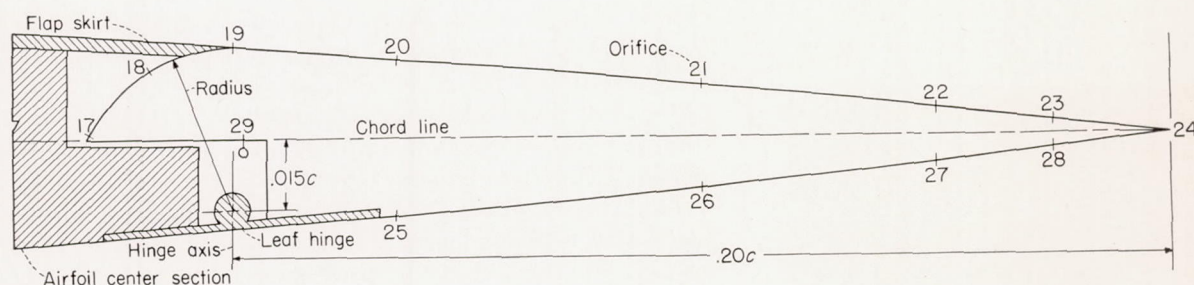 Flap skirt
19
20
Orifice
21
18
Radius
22
23
17
29
Chord line
24
.015c
28
27
26
25
Leaf hinge
Hinge axis
.20c
Airfoil center section